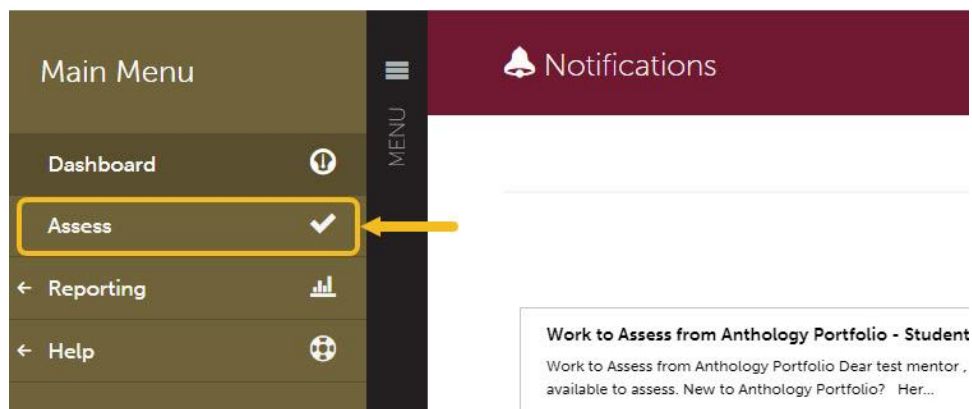 Main Menu
MENU
Dashboard
Assess
← Reporting
← Help
Notifications
Work to Assess from Anthology Portfolio - Student
Work to Assess from Anthology Portfolio Dear test mentor ,
available to assess. New to Anthology Portfolio? Her...